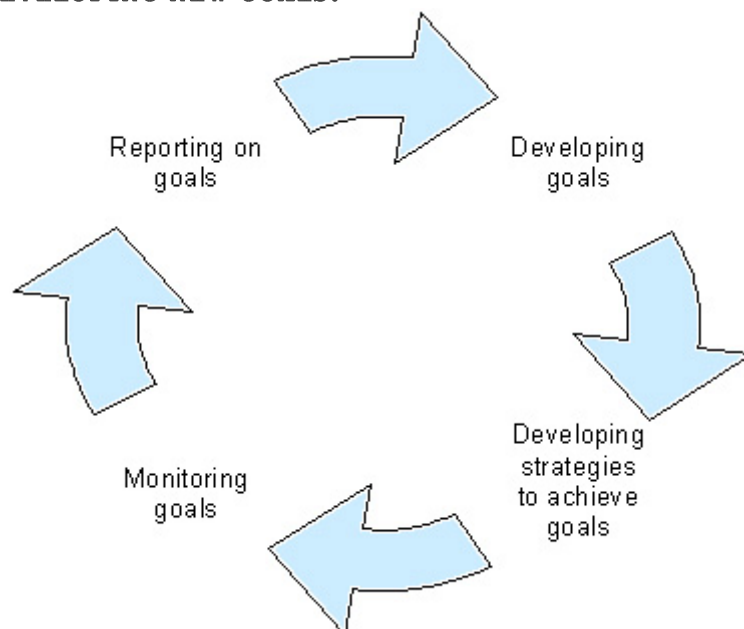 Reporting on
goals
Developing
goals
Developing
strategies
to achieve
goals
Monitoring
goals